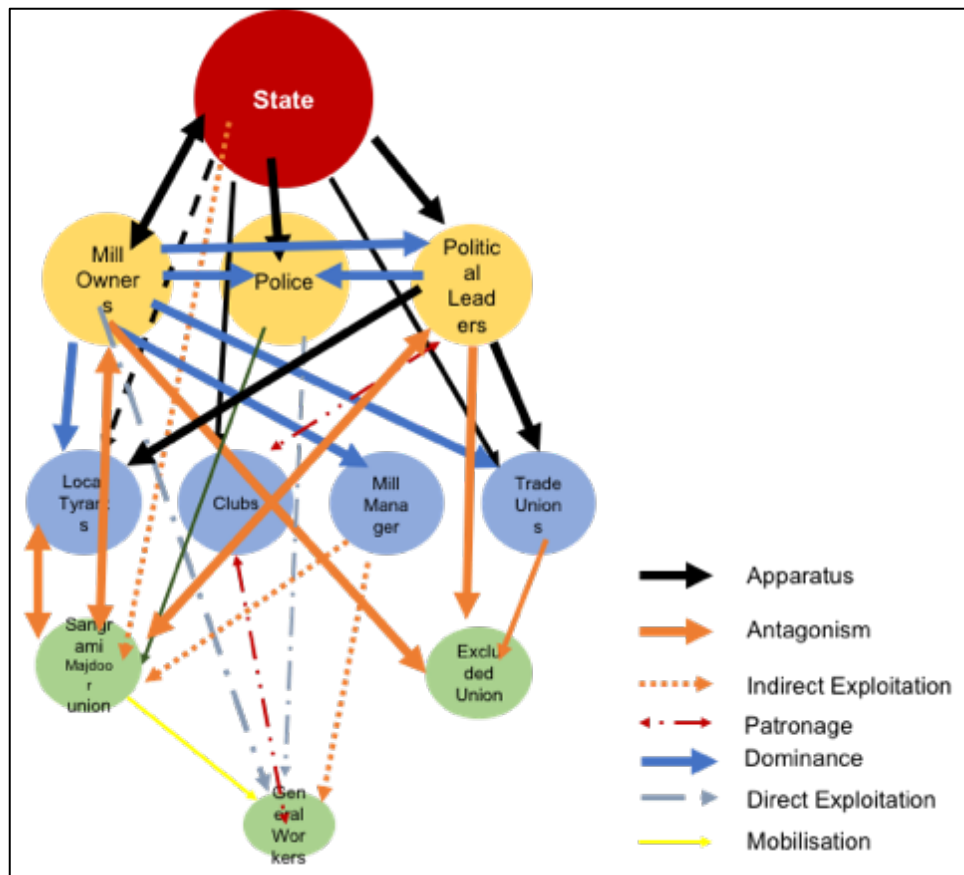 State
Mill
Owner
s
Police
Politic
al
Lead
ers
Loca
Tyran
s
Clubs
Mill
Mana
ger
Trade
Union
s
Sangr
ami
Majdoo
r
union
Exclu
ded
Union
Gen
eral
Wor
kers
Apparatus
Antagonism
Indirect Exploitation
Patronage
Dominance
Direct Exploitation
Mobilisation